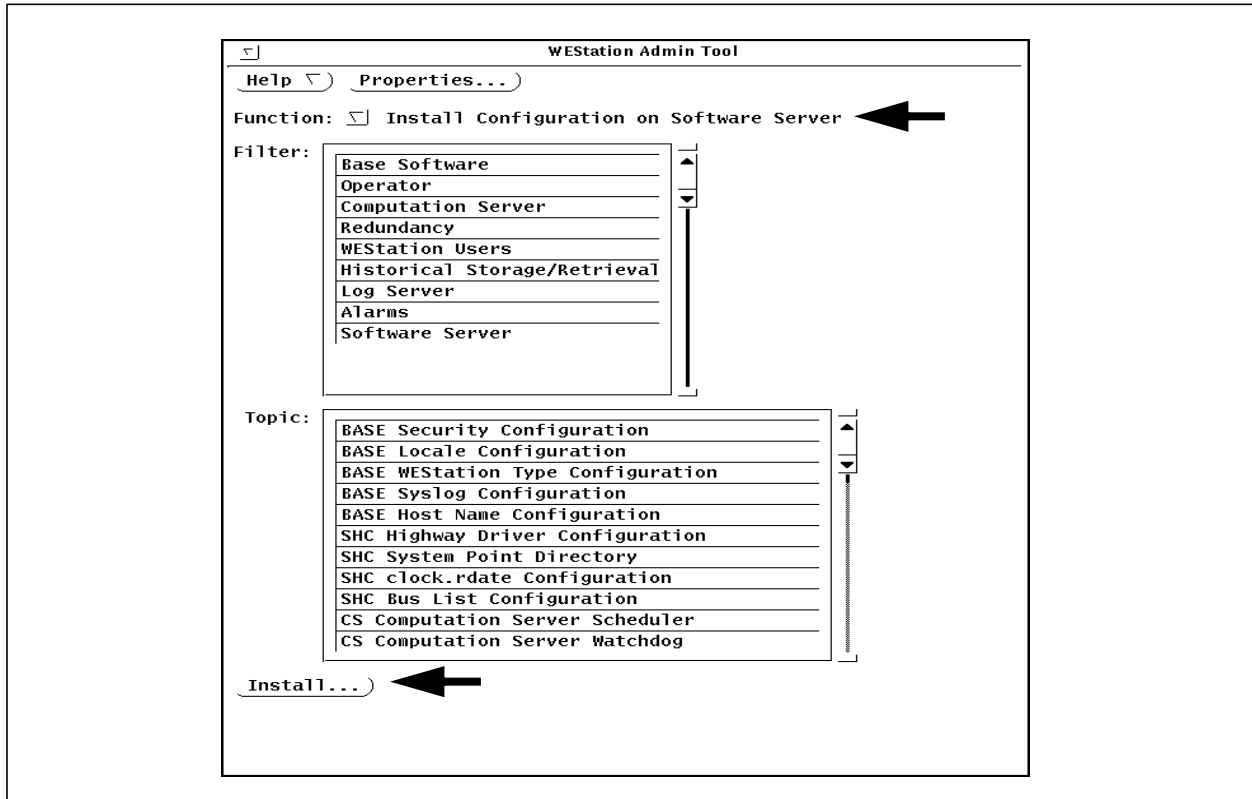 WEStation Admin Tool
Help Properties...
Function: Install Configuration on Software Server
Filter:
Base Software
Operator
Computation Server
Redundancy
WEStation Users
Historical Storage/Retrieval
Log Server
Alarms
Software Server
Topic:
BASE Security Configuration
BASE Locale Configuration
BASE WEStation Type Configuration
BASE Syslog Configuration
BASE Host Name Configuration
SHC Highway Driver Configuration
SHC System Point Directory
SHC clock.rdate Configuration
SHC Bus List Configuration
CS Computation Server Scheduler
CS Computation Server Watchdog
Install...